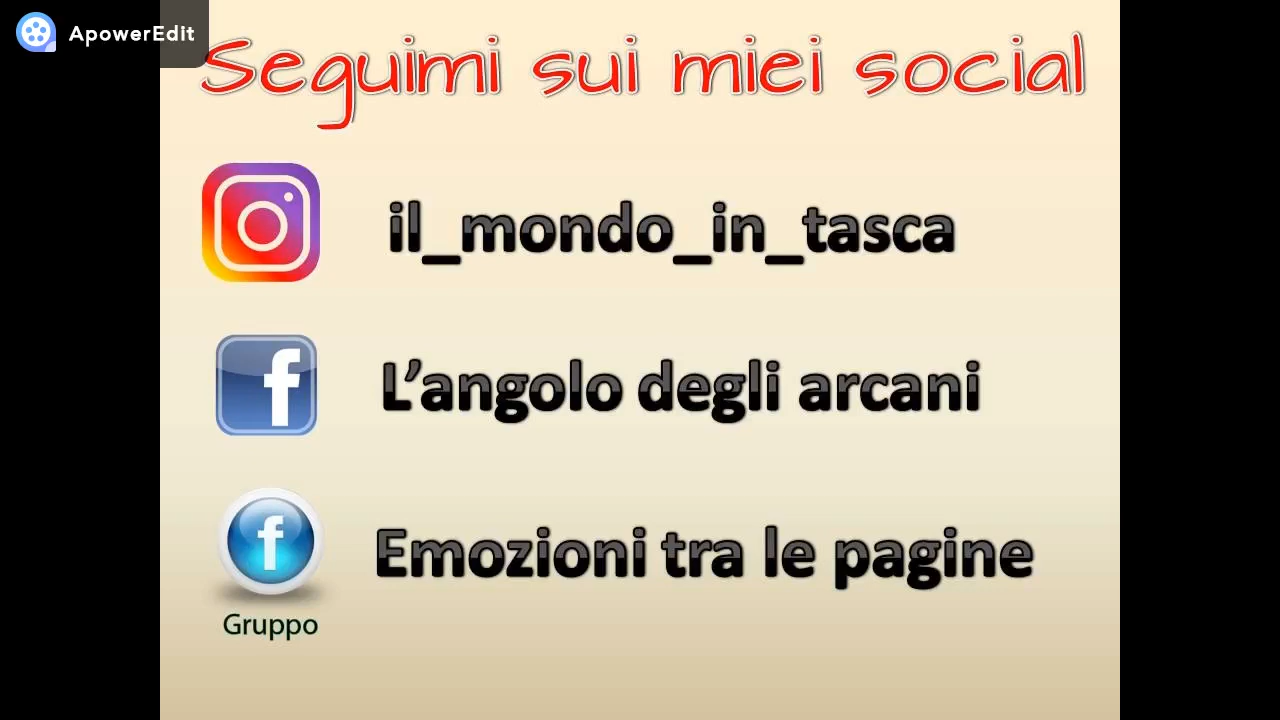 ApowerEdit
Seguimi sui miei social
il_mondo_in_tasca
f
L’angolo degli arcani
f
Emozioni tra le pagine
Gruppo